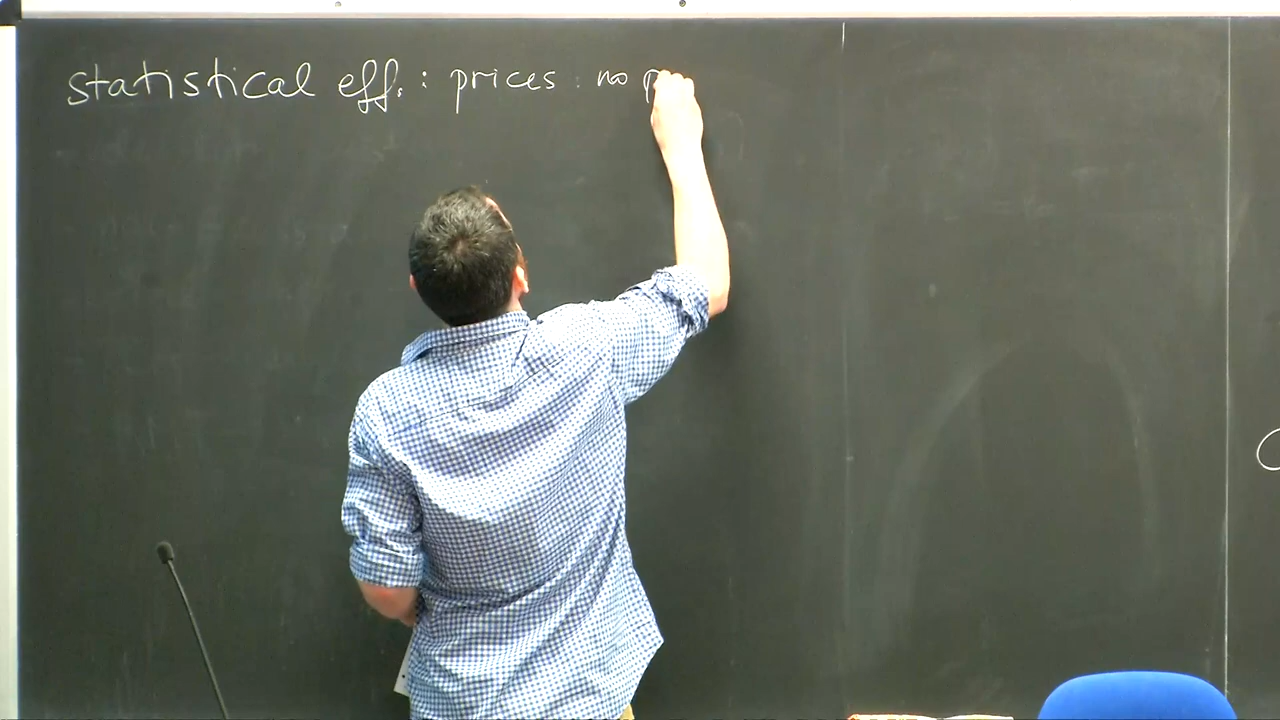 statistical eff. : prices : no p